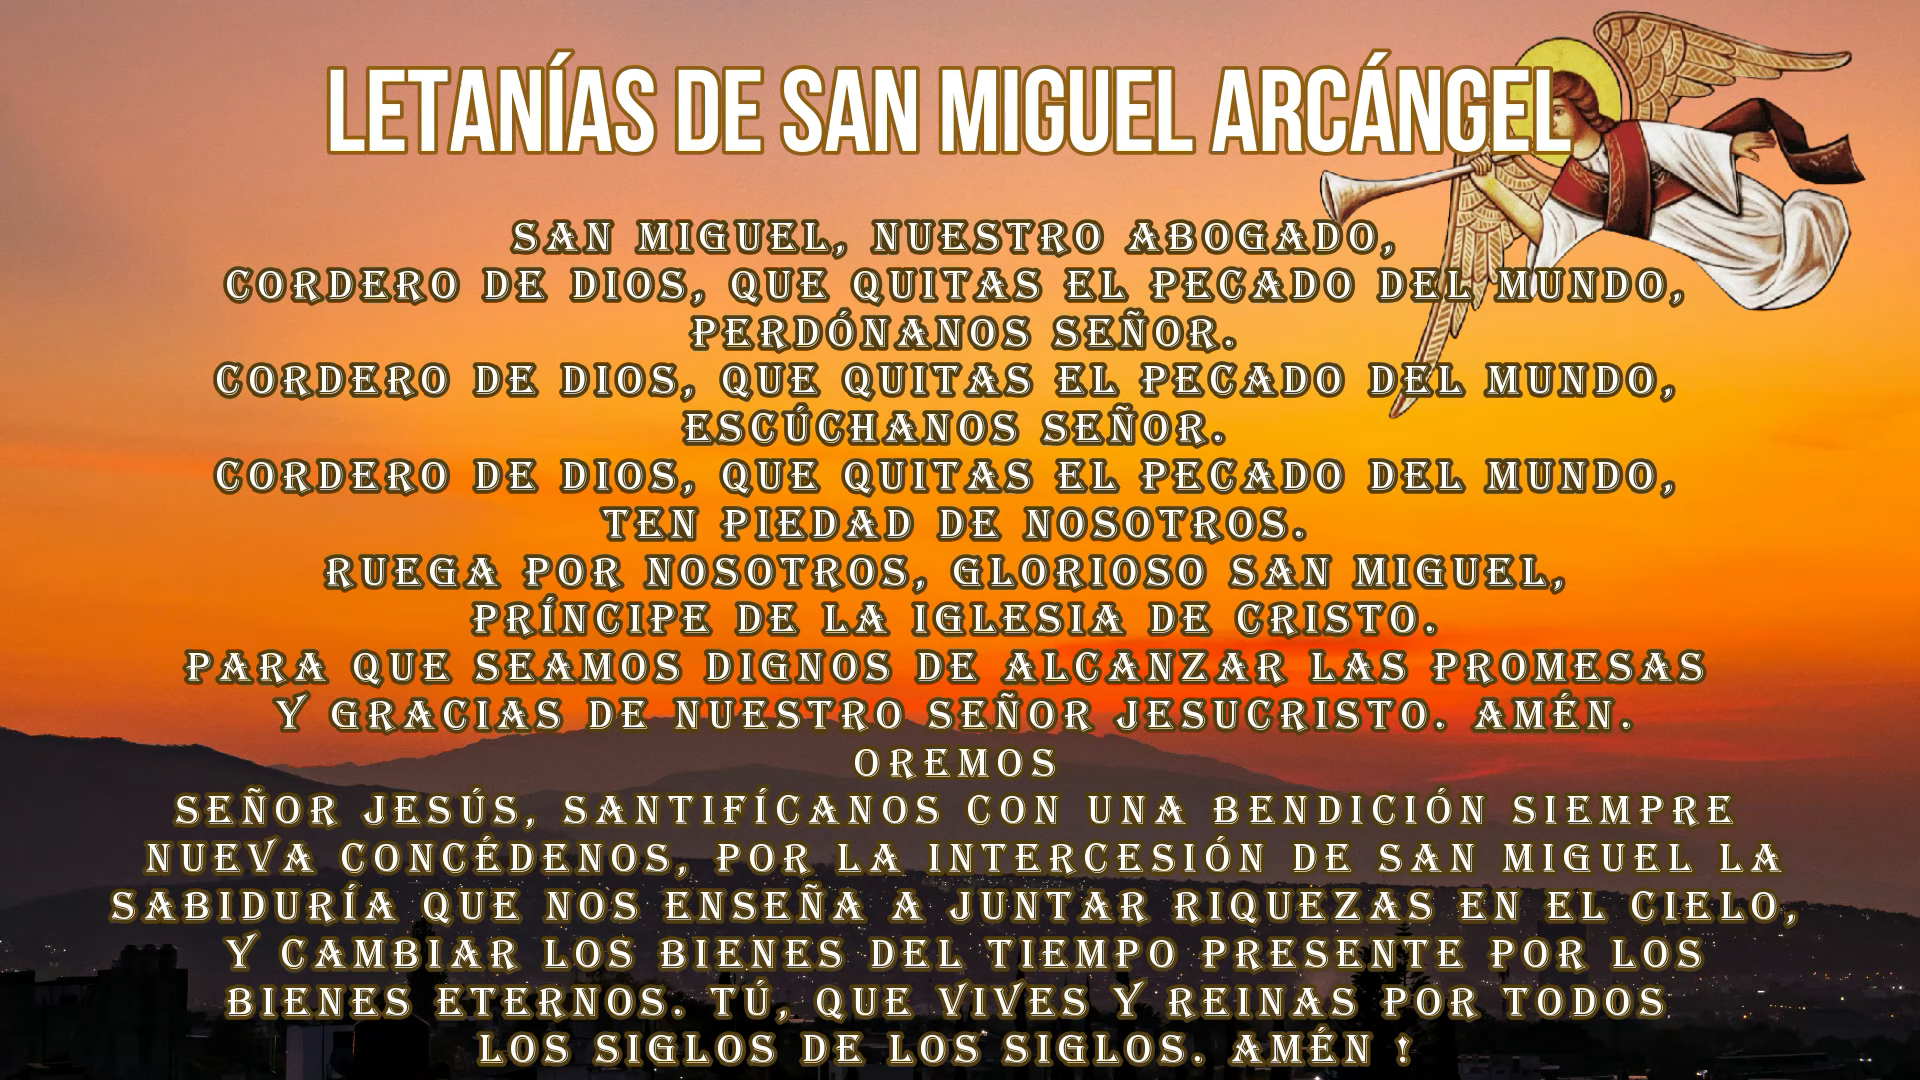 LETANÍAS DE SAN MIGUEL ARCÁNGEL
SAN MIGUEL, NUESTRO ABOGADO,
CORDERO DE DIOS, QUE QUITAS EL PECADO DEL MUNDO,
PERDÓNANOS SEÑOR.
CORDERO DE DIOS, QUE QUITAS EL PECADO DEL MUNDO,
ESCÚCHANOS SEÑOR.
CORDERO DE DIOS, QUE QUITAS EL PECADO DEL MUNDO,
TEN PIEDAD DE NOSOTROS.
RUEGA POR NOSOTROS, GLORIOSO SAN MIGUEL,
PRÍNCIPE DE LA IGLESIA DE CRISTO.
PARA QUE SEAMOS DIGNOS DE ALCANZAR LAS PROMESAS
Y GRACIAS DE NUESTRO SEÑOR JESUCRISTO. AMÉN.
OREMOS
SEÑOR JESÚS, SANTIFÍCANOS CON UNA BENDICIÓN SIEMPRE
NUEVA CONCÉDENOS, POR LA INTERCESIÓN DE SAN MIGUEL LA
SABIDURÍA QUE NOS ENSEÑA A JUNTAR RIQUEZAS EN EL CIELO,
Y CAMBIAR LOS BIENES DEL TIEMPO PRESENTE POR LOS
BIENES ETERNOS. TÚ, QUE VIVES Y REINAS POR TODOS
LOS SIGLOS DE LOS SIGLOS. AMÉN !